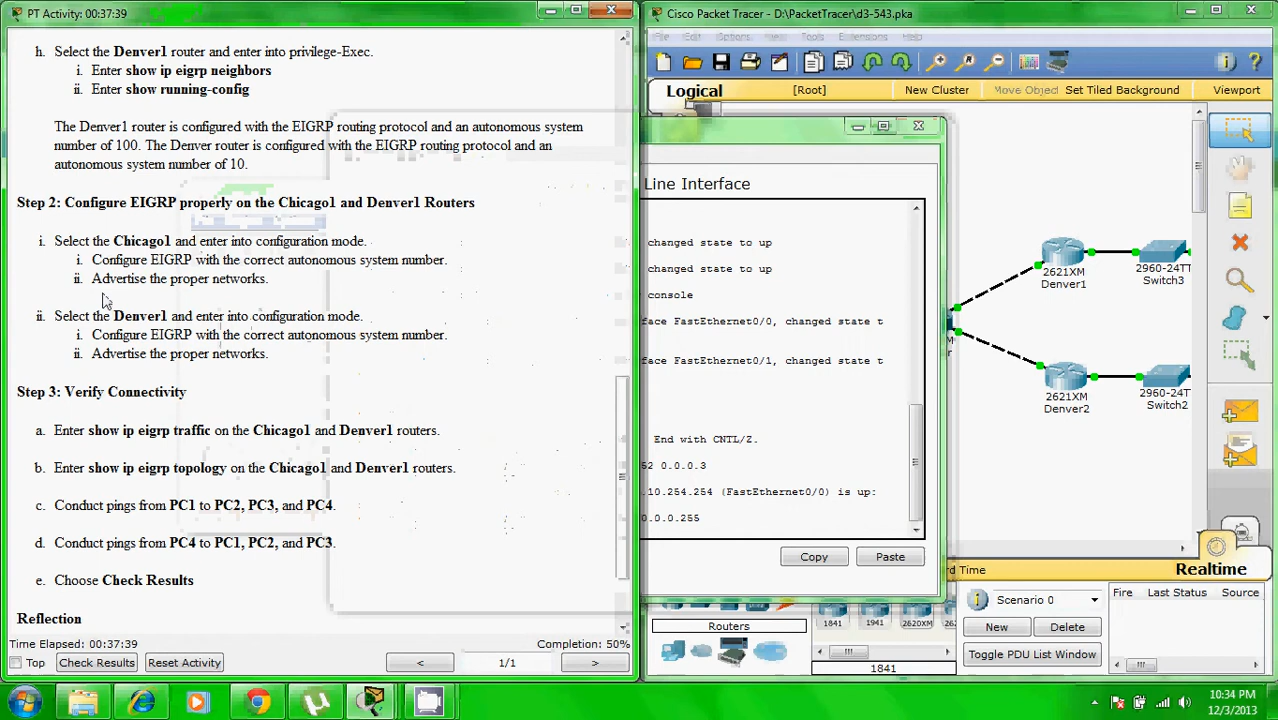 PT Activity: 00:37:39
h. Select the Denver1 router and enter into privilege-Exec.
i. Enter show ip eigrp neighbors
ii. Enter show running-config
The Denver1 router is configured with the EIGRP routing protocol and an autonomous system
number of 100. The Denver router is configured with the EIGRP routing protocol and an
autonomous system number of 10.
Step 2: Configure EIGRP properly on the Chicago1 and Denver1 Routers
i. Select the Chicago1 and enter into configuration mode.
i. Configure EIGRP with the correct autonomous system number.
ii. Advertise the proper networks.
ii. Select the Denver1 and enter into configuration mode.
i. Configure EIGRP with the correct autonomous system number.
ii. Advertise the proper networks.
Step 3: Verify Connectivity
a. Enter show ip eigrp traffic on the Chicago1 and Denver1 routers.
b. Enter show ip eigrp topology on the Chicago1 and Denver1 routers.
c. Conduct pings from PC1 to PC2, PC3, and PC4.
d. Conduct pings from PC4 to PC1, PC2, and PC3.
e. Choose Check Results
Reflection
Time Elapsed: 00:37:39 Completion: 50%
Top Check Results Reset Activity < 1/1 >
Cisco Packet Tracer - D:\PacketTracer\d3-543.pka
File Edit Options View Tools Extensions Help
Logical [Root] New Cluster Move Object Set Tiled Background Viewport
Line Interface
changed state to up
changed state to up
console
face FastEthernet0/0, changed state t
face FastEthernet0/1, changed state t
End with CNTL/Z.
52 0.0.0.3
.10.254.254 (FastEthernet0/0) is up:
.0.0.255
Copy Paste
2621XM
Denver1
2960-24TT
Switch3
2621XM
Denver2
2960-24TT
Switch2
Realtime
Scenario 0
New Delete
Toggle PDU List Window
Fire Last Status Source
Routers
1841 1941 2620XM
1841
10:34 PM
12/3/2013